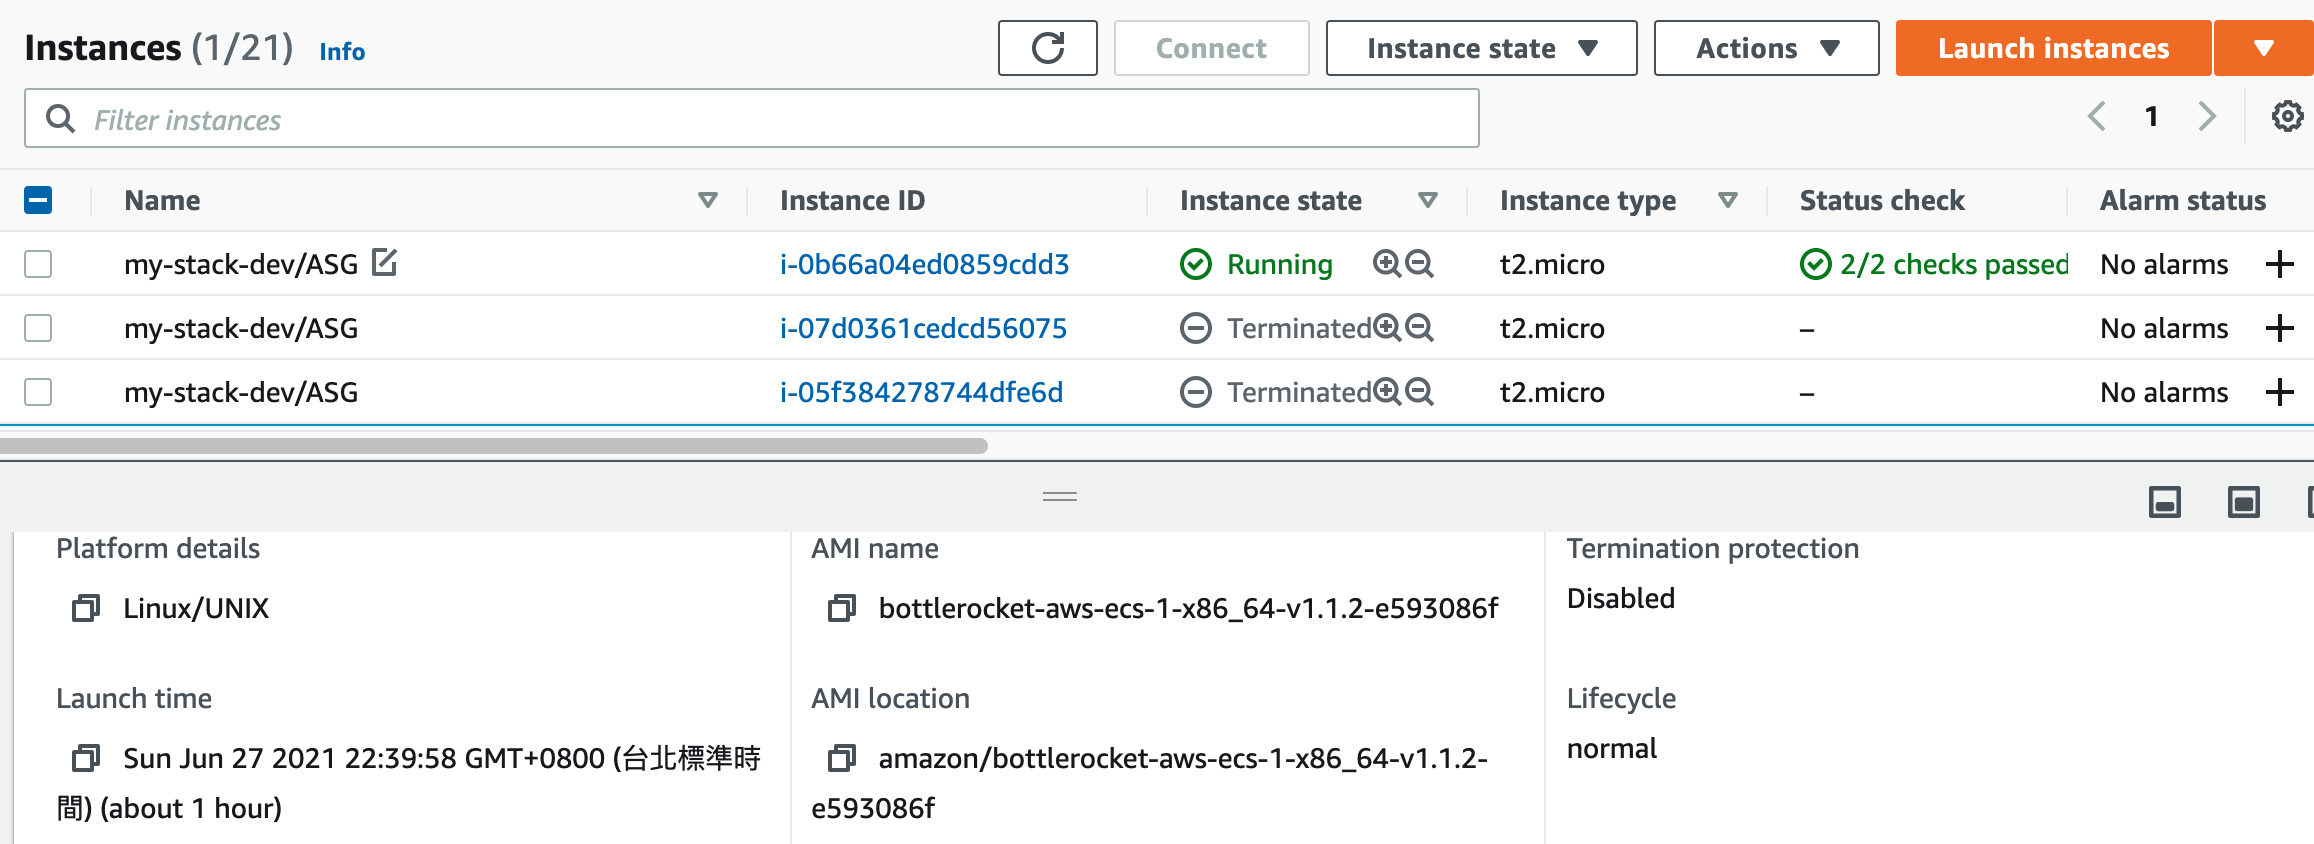 Instances (1/21) Info
Connect
Instance state
Actions
Launch instances
Filter instances
1
Name Instance ID Instance state Instance type Status check Alarm status
my-stack-dev/ASG i-0b66a04ed0859cdd3 Running t2.micro 2/2 checks passed No alarms
my-stack-dev/ASG i-07d0361cedcd56075 Terminated t2.micro – No alarms
my-stack-dev/ASG i-05f384278744dfe6d Terminated t2.micro – No alarms
Platform details
Linux/UNIX
AMI name
bottlerocket-aws-ecs-1-x86_64-v1.1.2-e593086f
Termination protection
Disabled
Launch time
Sun Jun 27 2021 22:39:58 GMT+0800 (台北標準時
間) (about 1 hour)
AMI location
amazon/bottlerocket-aws-ecs-1-x86_64-v1.1.2-
e593086f
Lifecycle
normal